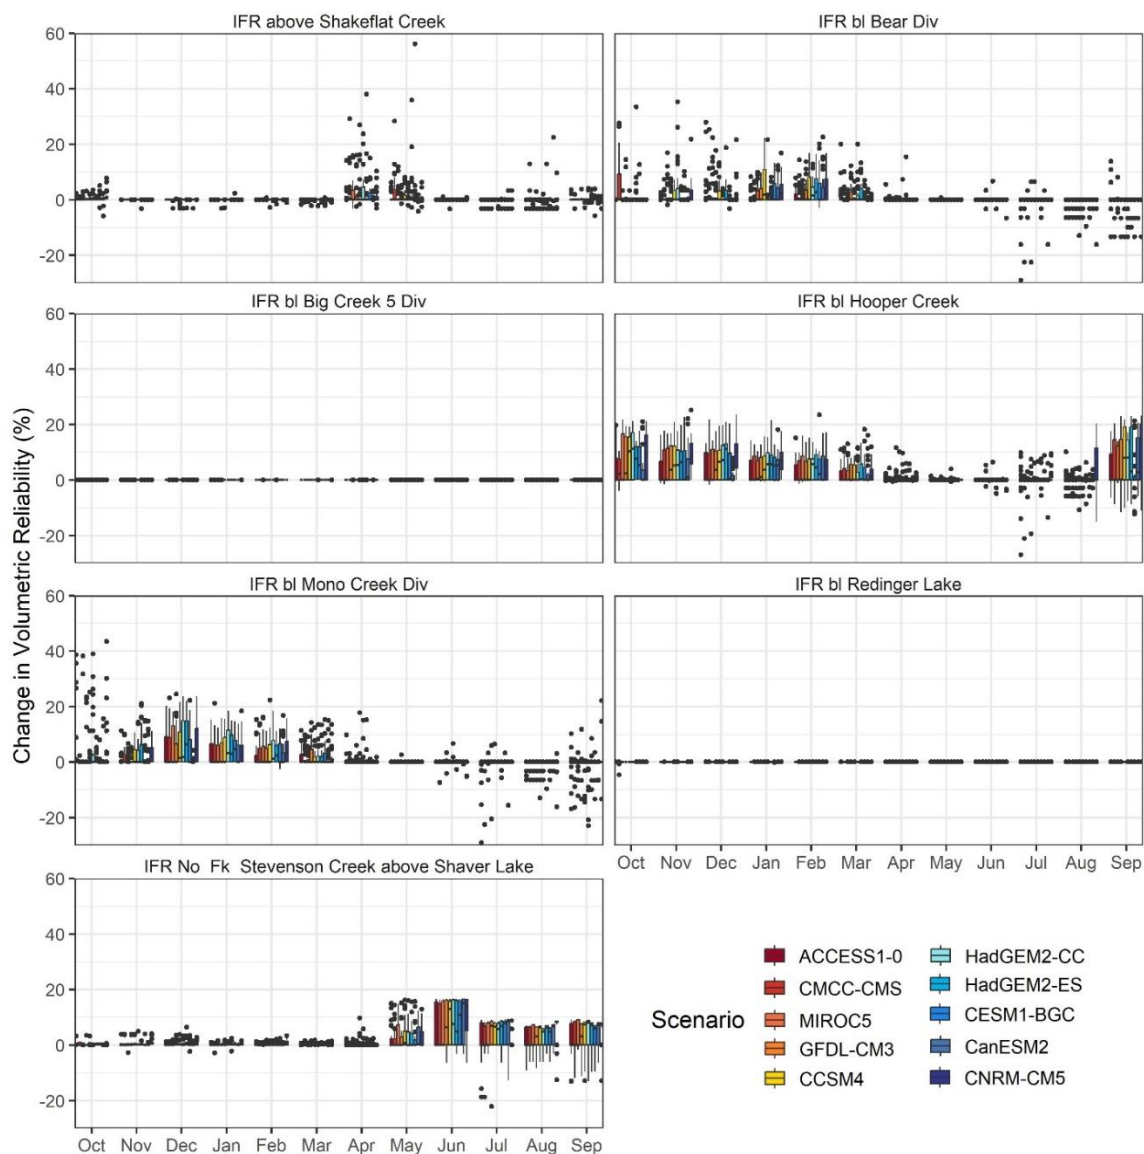 IFR above Shakeflat Creek
IFR bl Bear Div
60
40
20
0
-20
IFR bl Big Creek 5 Div
IFR bl Hooper Creek
60
40
20
0
-20
Change in Volumetric Reliability (%)
IFR bl Mono Creek Div
IFR bl Redinger Lake
60
40
20
0
-20
Oct Nov Dec Jan Feb Mar Apr May Jun Jul Aug Sep
IFR No Fk Stevenson Creek above Shaver Lake
60
40
20
0
-20
Oct Nov Dec Jan Feb Mar Apr May Jun Jul Aug Sep
Scenario
ACCESS1-0
CMCC-CMS
MIROC5
GFDL-CM3
CCSM4
HadGEM2-CC
HadGEM2-ES
CESM1-BGC
CanESM2
CNRM-CM5